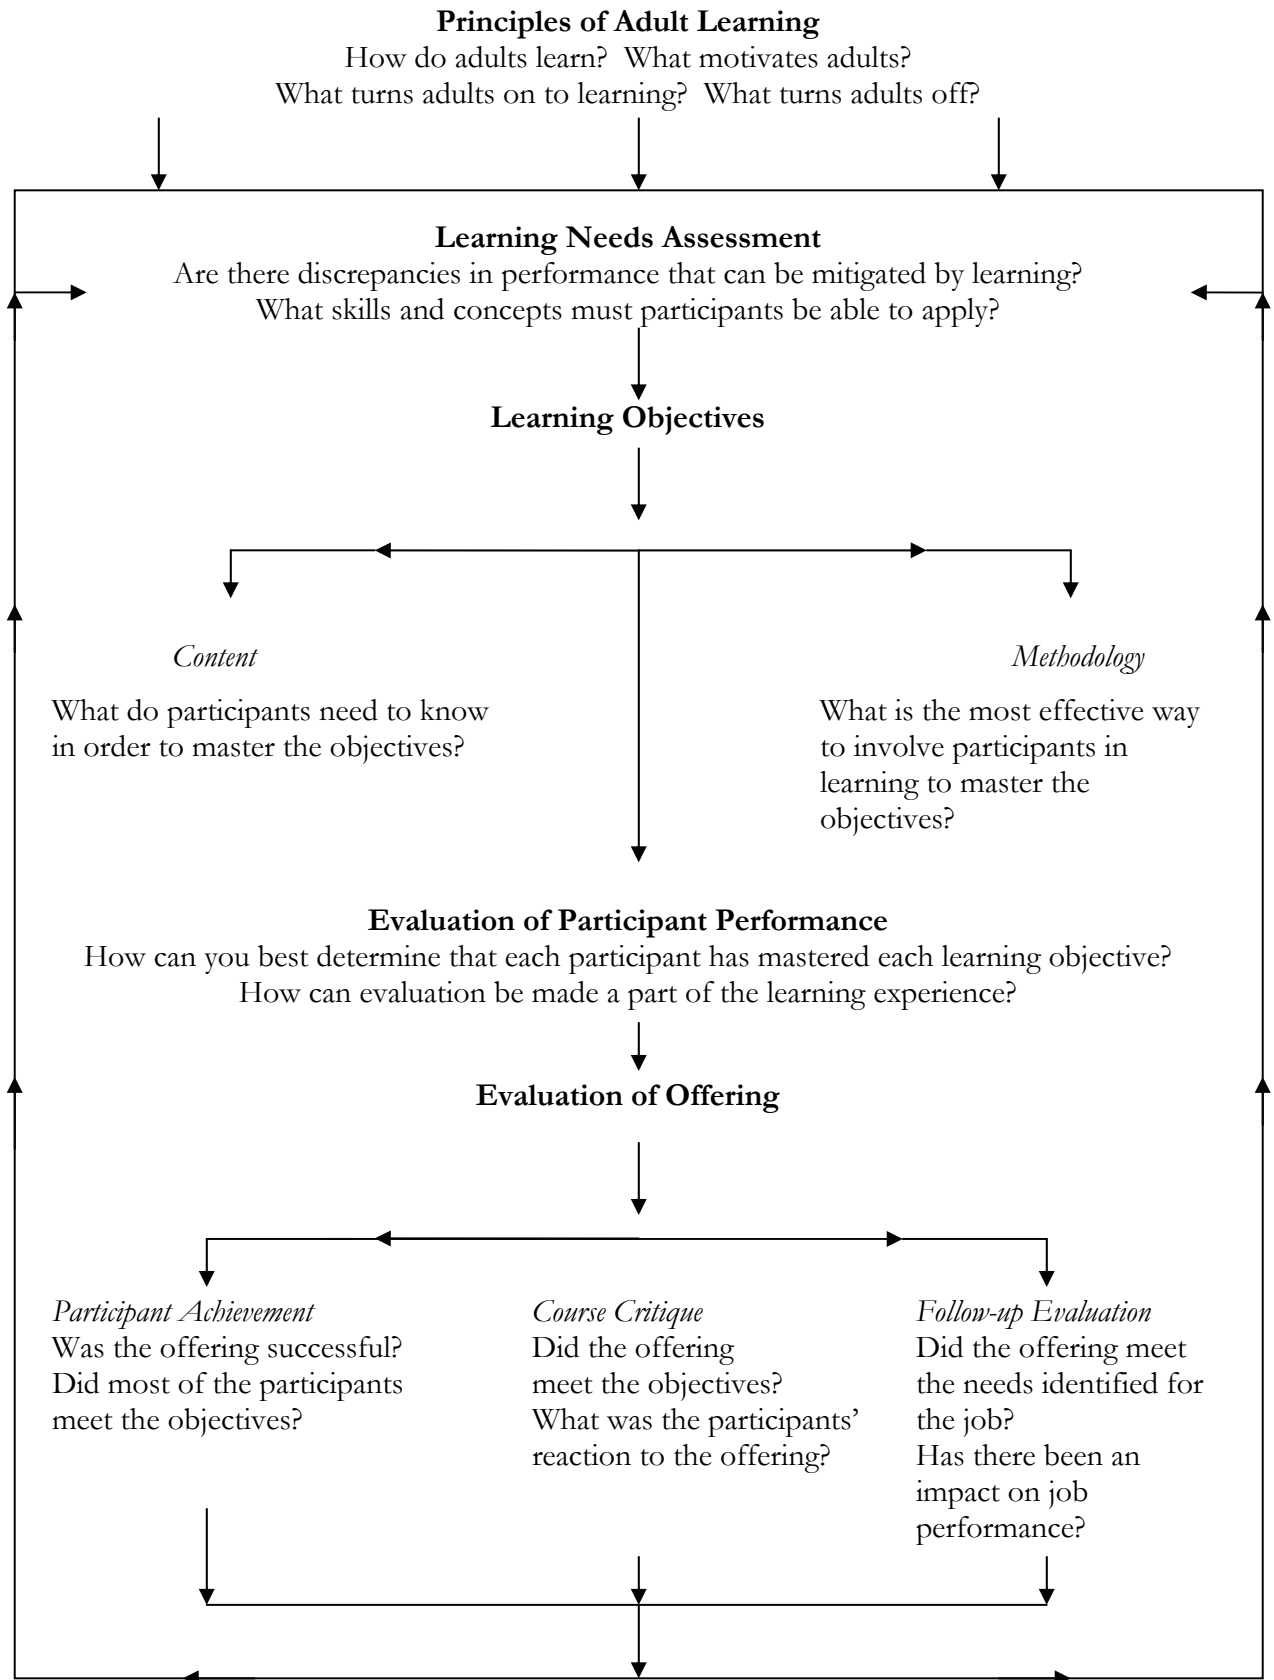 Principles of Adult Learning
How do adults learn?  What motivates adults?
What turns adults on to learning?  What turns adults off?
Learning Needs Assessment
Are there discrepancies in performance that can be mitigated by learning?
What skills and concepts must participants be able to apply?
Learning Objectives
Content
What do participants need to know
in order to master the objectives?
Methodology
What is the most effective way
to involve participants in
learning to master the
objectives?
Evaluation of Participant Performance
How can you best determine that each participant has mastered each learning objective?
How can evaluation be made a part of the learning experience?
Evaluation of Offering
Participant Achievement
Was the offering successful?
Did most of the participants
meet the objectives?
Course Critique
Did the offering
meet the objectives?
What was the participants’
reaction to the offering?
Follow-up Evaluation
Did the offering meet
the needs identified for
the job?
Has there been an
impact on job
performance?